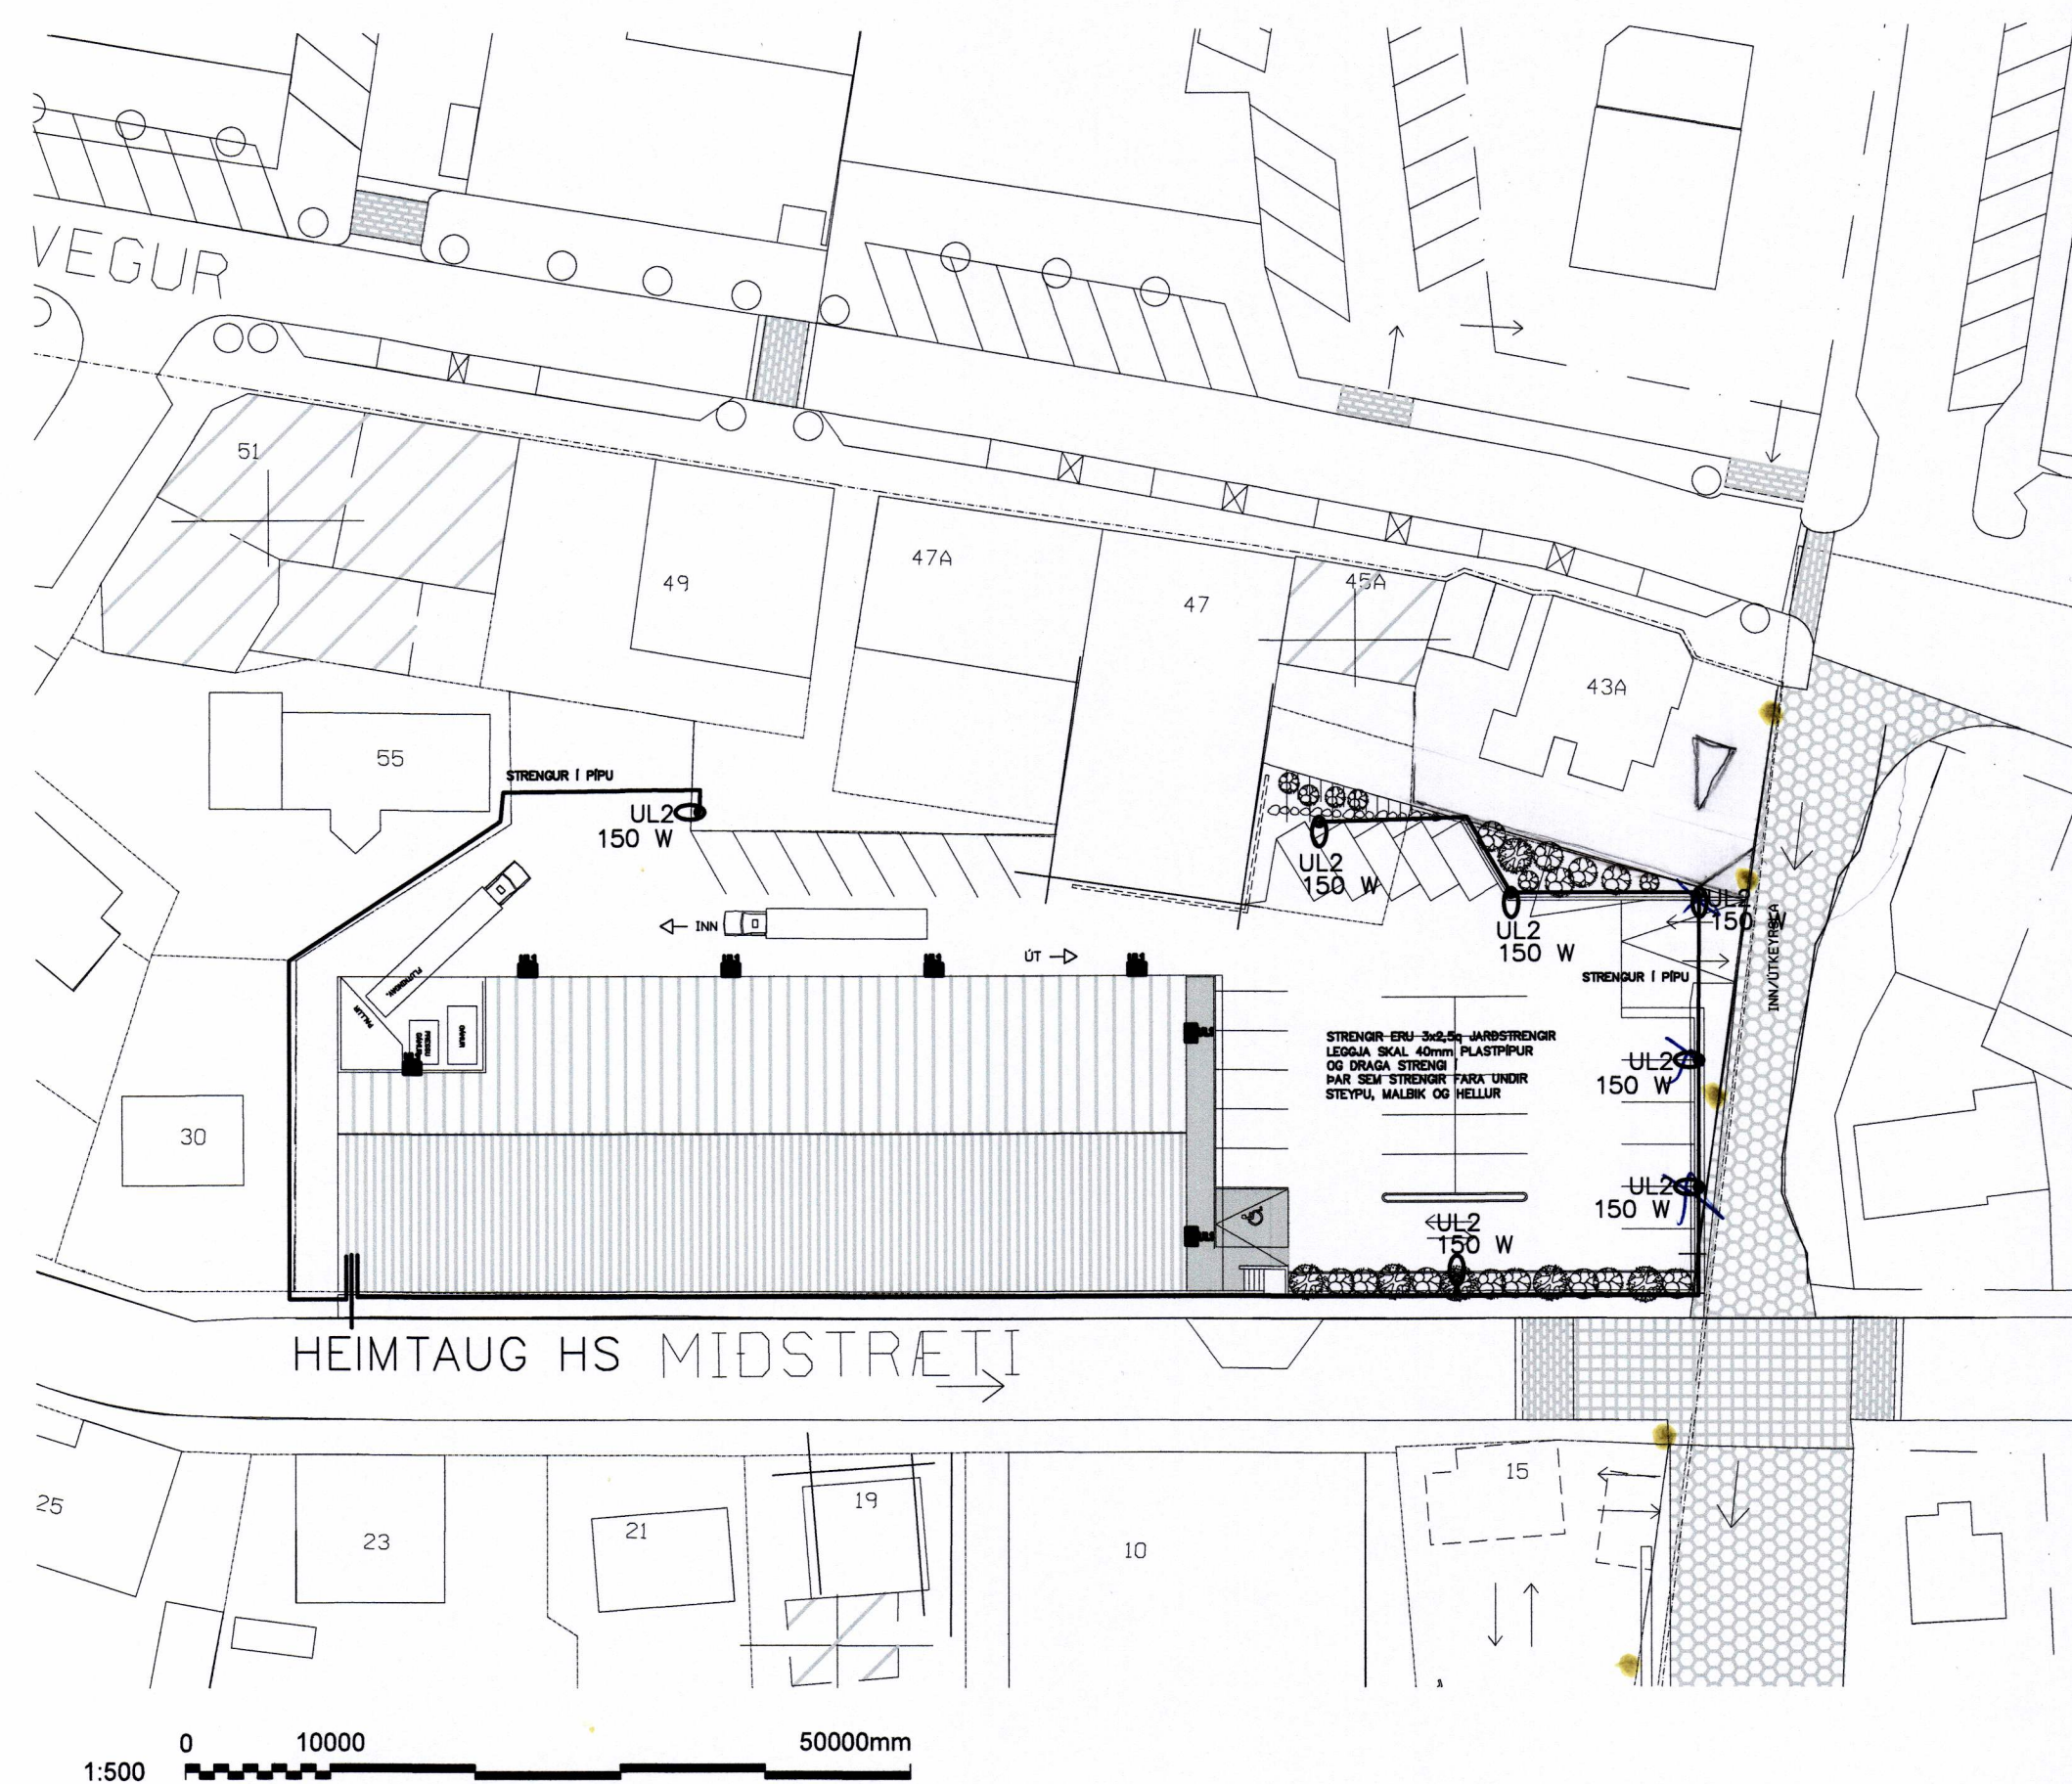 VEGUR
51
49
47A
47
45A
43A
55
STRENGUR Í PÍPU
UL2
150 W
UL2
150 W
UL2
150 W
UL2
150 W
INN
ÚT
STRENGUR Í PÍPU
INN/ÚTKEYRSLA
PALLUR
STRENGIR ERU 3x2,5q JARÐSTRENGIR
LEGGJA SKAL 40mm PLASTPÍPUR
OG DRAGA STRENGI Í
ÞAR SEM STRENGIR FARA UNDIR
STEYPU, MALBIK OG HELLUR
UL2
150 W
30
UL2
150 W
UL2
150 W
HEIMTAUG HS
MIÐSTRÆTI
25
23
21
19
10
15
0 10000 50000mm
1:500